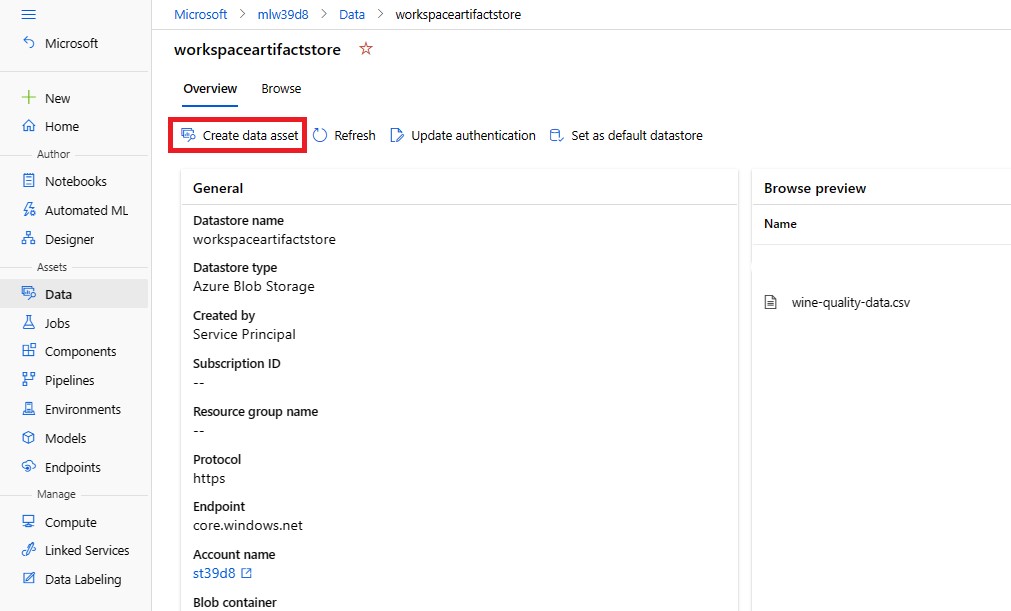 Microsoft > mlw39d8 > Data > workspaceartifactstore
Microsoft
New
Home
Author
Notebooks
Automated ML
Designer
Assets
Data
Jobs
Components
Pipelines
Environments
Models
Endpoints
Manage
Compute
Linked Services
Data Labeling
workspaceartifactstore
Overview Browse
Create data asset Refresh Update authentication Set as default datastore
General
Datastore name
workspaceartifactstore
Datastore type
Azure Blob Storage
Created by
Service Principal
Subscription ID
--
Resource group name
--
Protocol
https
Endpoint
core.windows.net
Account name
st39d8
Blob container
Browse preview
Name
wine-quality-data.csv